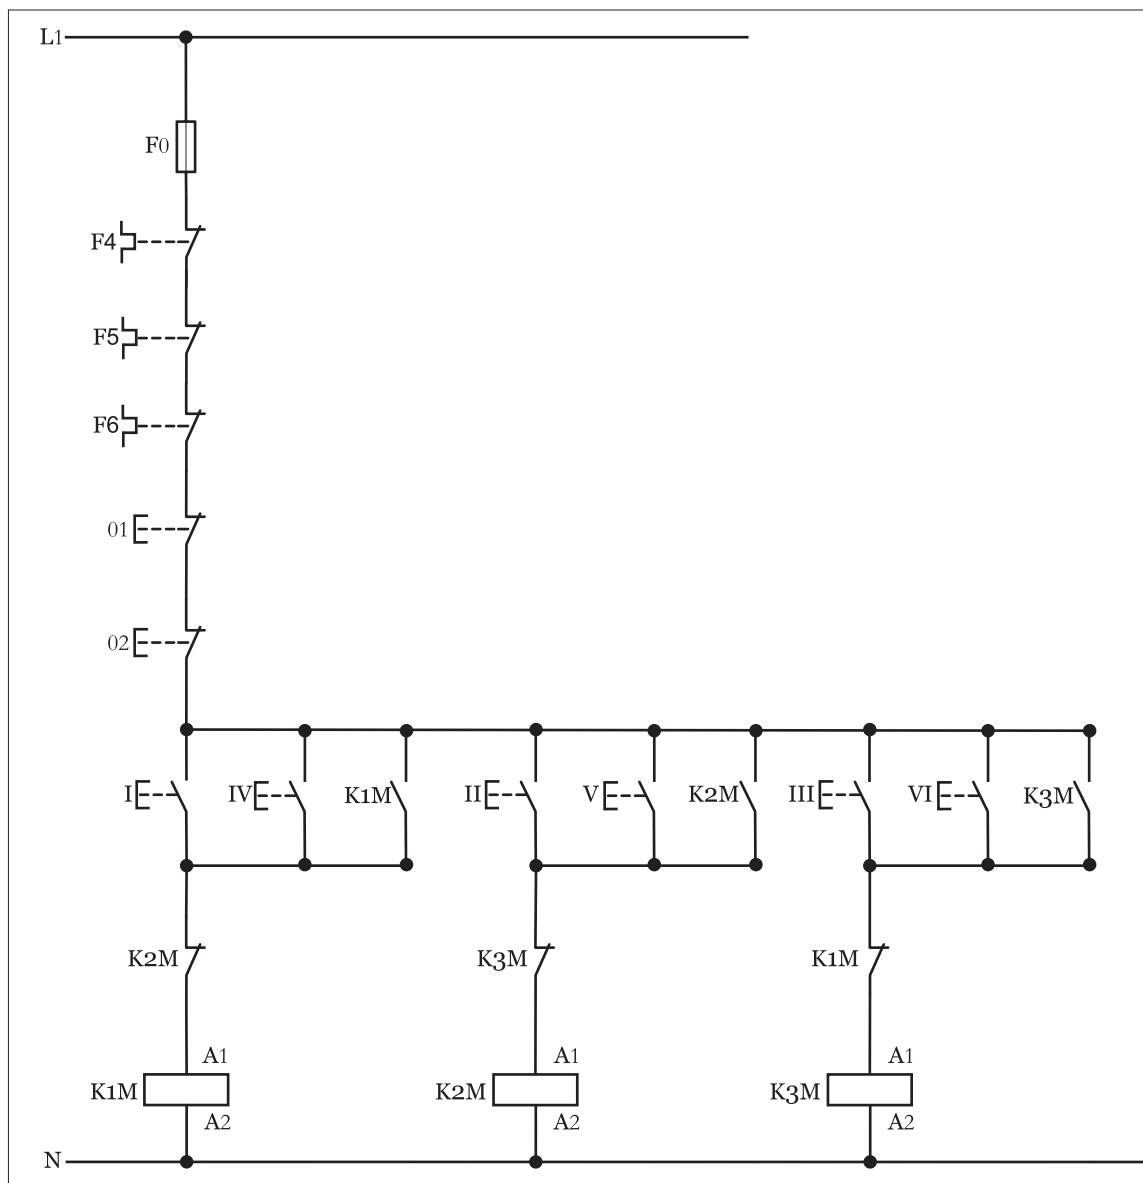 L1
F0
F4
F5
F6
01
02
I IV K1M II V K2M III VI K3M
K2M K3M K1M
A1 A1 A1
K1M K2M K3M
A2 A2 A2
N